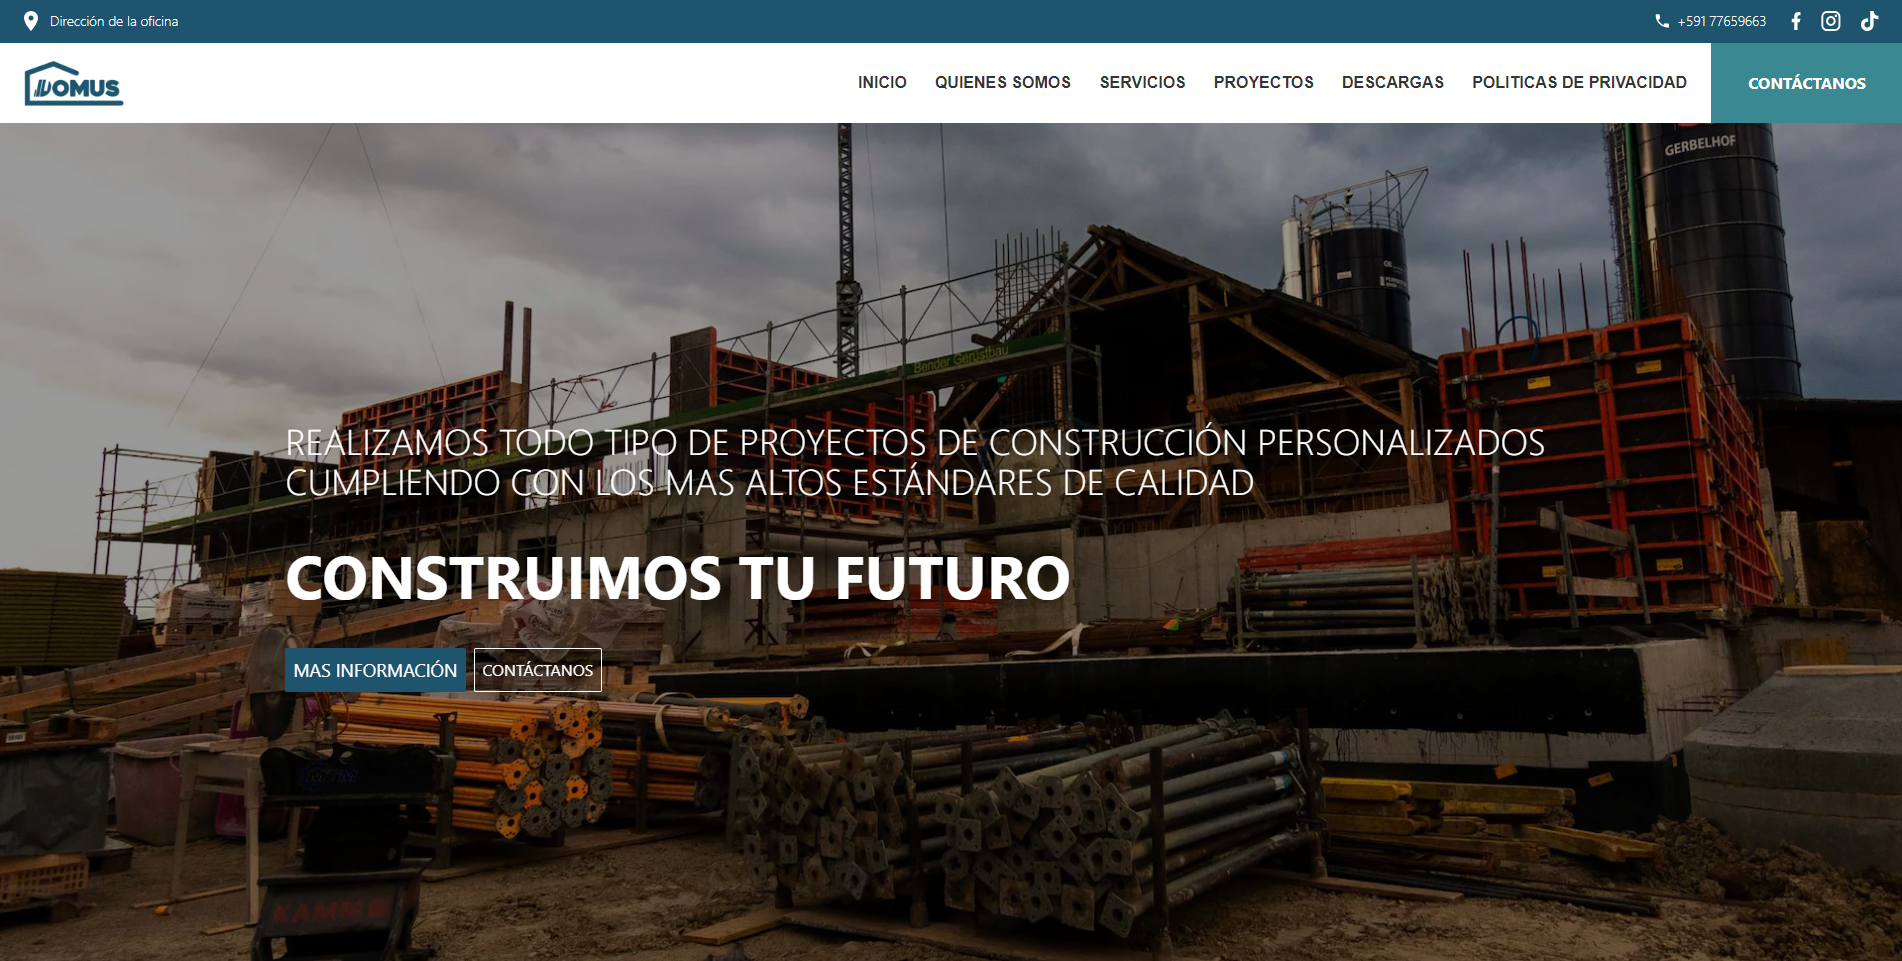 Dirección de la oficina
+591 77659663
DOMUS
INICIO
QUIENES SOMOS
SERVICIOS
PROYECTOS
DESCARGAS
POLITICAS DE PRIVACIDAD
CONTÁCTANOS
GERBELHOF
Bender Gerüstbau
REALIZAMOS TODO TIPO DE PROYECTOS DE CONSTRUCCIÓN PERSONALIZADOS
CUMPLIENDO CON LOS MAS ALTOS ESTÁNDARES DE CALIDAD
CONSTRUIMOS TU FUTURO
MAS INFORMACIÓN
CONTÁCTANOS